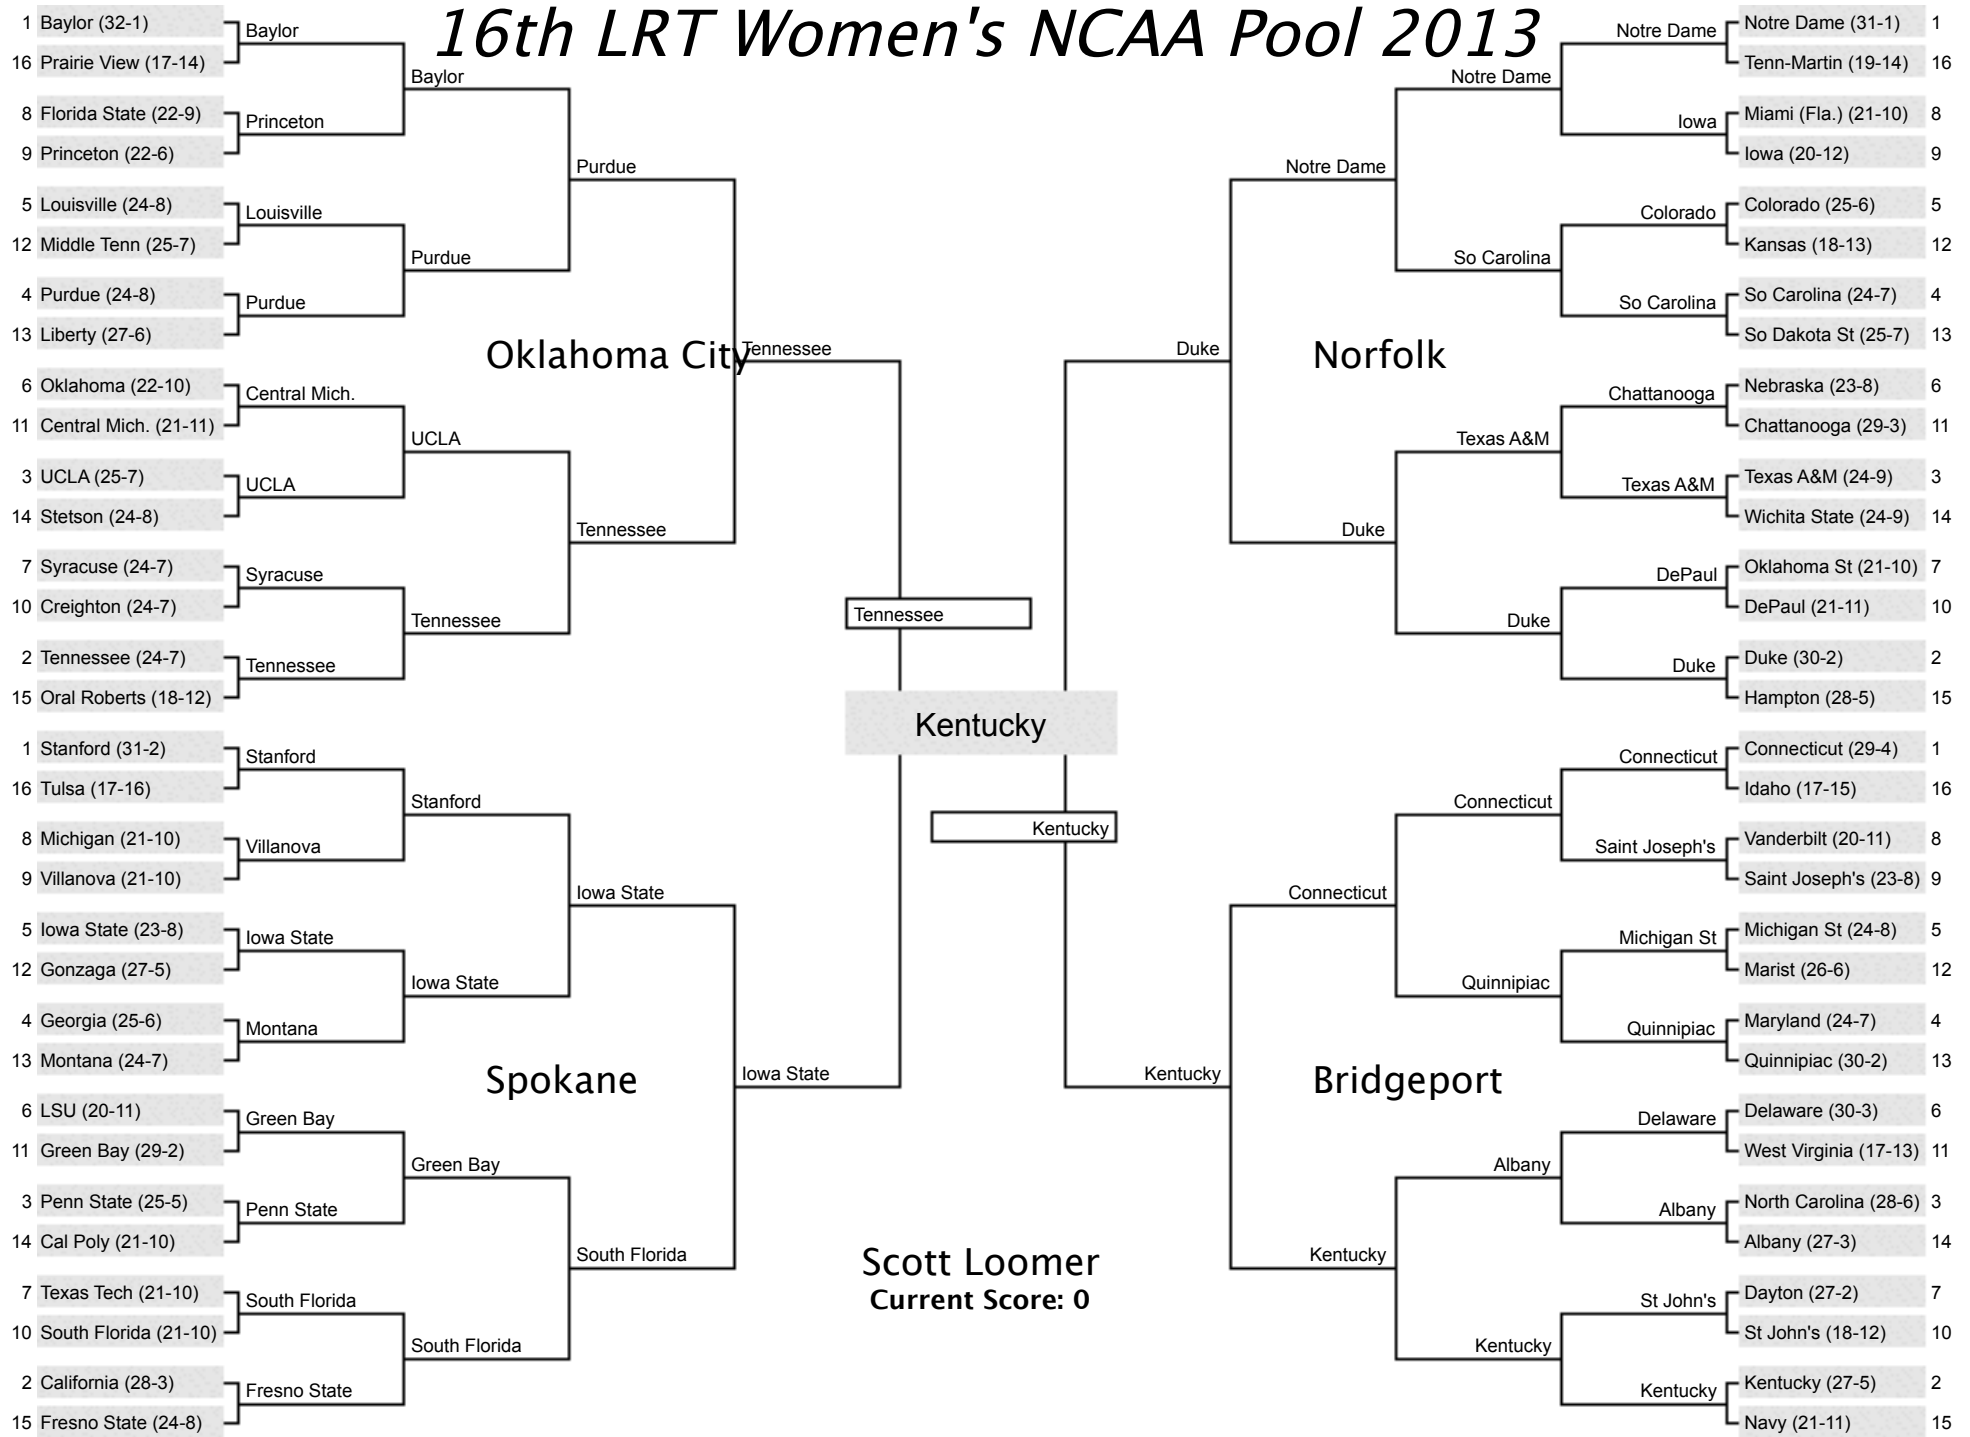 16th LRT Women's NCAA Pool 2013
1 Baylor (32-1)
16 Prairie View (17-14)
8 Florida State (22-9)
9 Princeton (22-6)
5 Louisville (24-8)
12 Middle Tenn (25-7)
4 Purdue (24-8)
13 Liberty (27-6)
6 Oklahoma (22-10)
11 Central Mich. (21-11)
3 UCLA (25-7)
14 Stetson (24-8)
7 Syracuse (24-7)
10 Creighton (24-7)
2 Tennessee (24-7)
15 Oral Roberts (18-12)
Baylor
Princeton
Louisville
Purdue
Central Mich.
UCLA
Syracuse
Tennessee
Baylor
Purdue
UCLA
Tennessee
Purdue
Tennessee
Oklahoma City
Tennessee
1 Stanford (31-2)
16 Tulsa (17-16)
8 Michigan (21-10)
9 Villanova (21-10)
5 Iowa State (23-8)
12 Gonzaga (27-5)
4 Georgia (25-6)
13 Montana (24-7)
6 LSU (20-11)
11 Green Bay (29-2)
3 Penn State (25-5)
14 Cal Poly (21-10)
7 Texas Tech (21-10)
10 South Florida (21-10)
2 California (28-3)
15 Fresno State (24-8)
Stanford
Villanova
Iowa State
Montana
Green Bay
Penn State
South Florida
Fresno State
Stanford
Iowa State
Green Bay
South Florida
Iowa State
South Florida
Spokane
Iowa State
Tennessee
Kentucky
Kentucky
Scott Loomer
Current Score: 0
Notre Dame (31-1) 1
Tenn-Martin (19-14) 16
Miami (Fla.) (21-10) 8
Iowa (20-12) 9
Colorado (25-6) 5
Kansas (18-13) 12
So Carolina (24-7) 4
So Dakota St (25-7) 13
Nebraska (23-8) 6
Chattanooga (29-3) 11
Texas A&M (24-9) 3
Wichita State (24-9) 14
Oklahoma St (21-10) 7
DePaul (21-11) 10
Duke (30-2) 2
Hampton (28-5) 15
Notre Dame
Iowa
Colorado
So Carolina
Chattanooga
Texas A&M
DePaul
Duke
Notre Dame
So Carolina
Texas A&M
Duke
Notre Dame
Duke
Norfolk
Duke
Connecticut (29-4) 1
Idaho (17-15) 16
Vanderbilt (20-11) 8
Saint Joseph's (23-8) 9
Michigan St (24-8) 5
Marist (26-6) 12
Maryland (24-7) 4
Quinnipiac (30-2) 13
Delaware (30-3) 6
West Virginia (17-13) 11
North Carolina (28-6) 3
Albany (27-3) 14
Dayton (27-2) 7
St John's (18-12) 10
Kentucky (27-5) 2
Navy (21-11) 15
Connecticut
Saint Joseph's
Michigan St
Quinnipiac
Delaware
Albany
St John's
Kentucky
Connecticut
Quinnipiac
Albany
Kentucky
Connecticut
Kentucky
Bridgeport
Kentucky